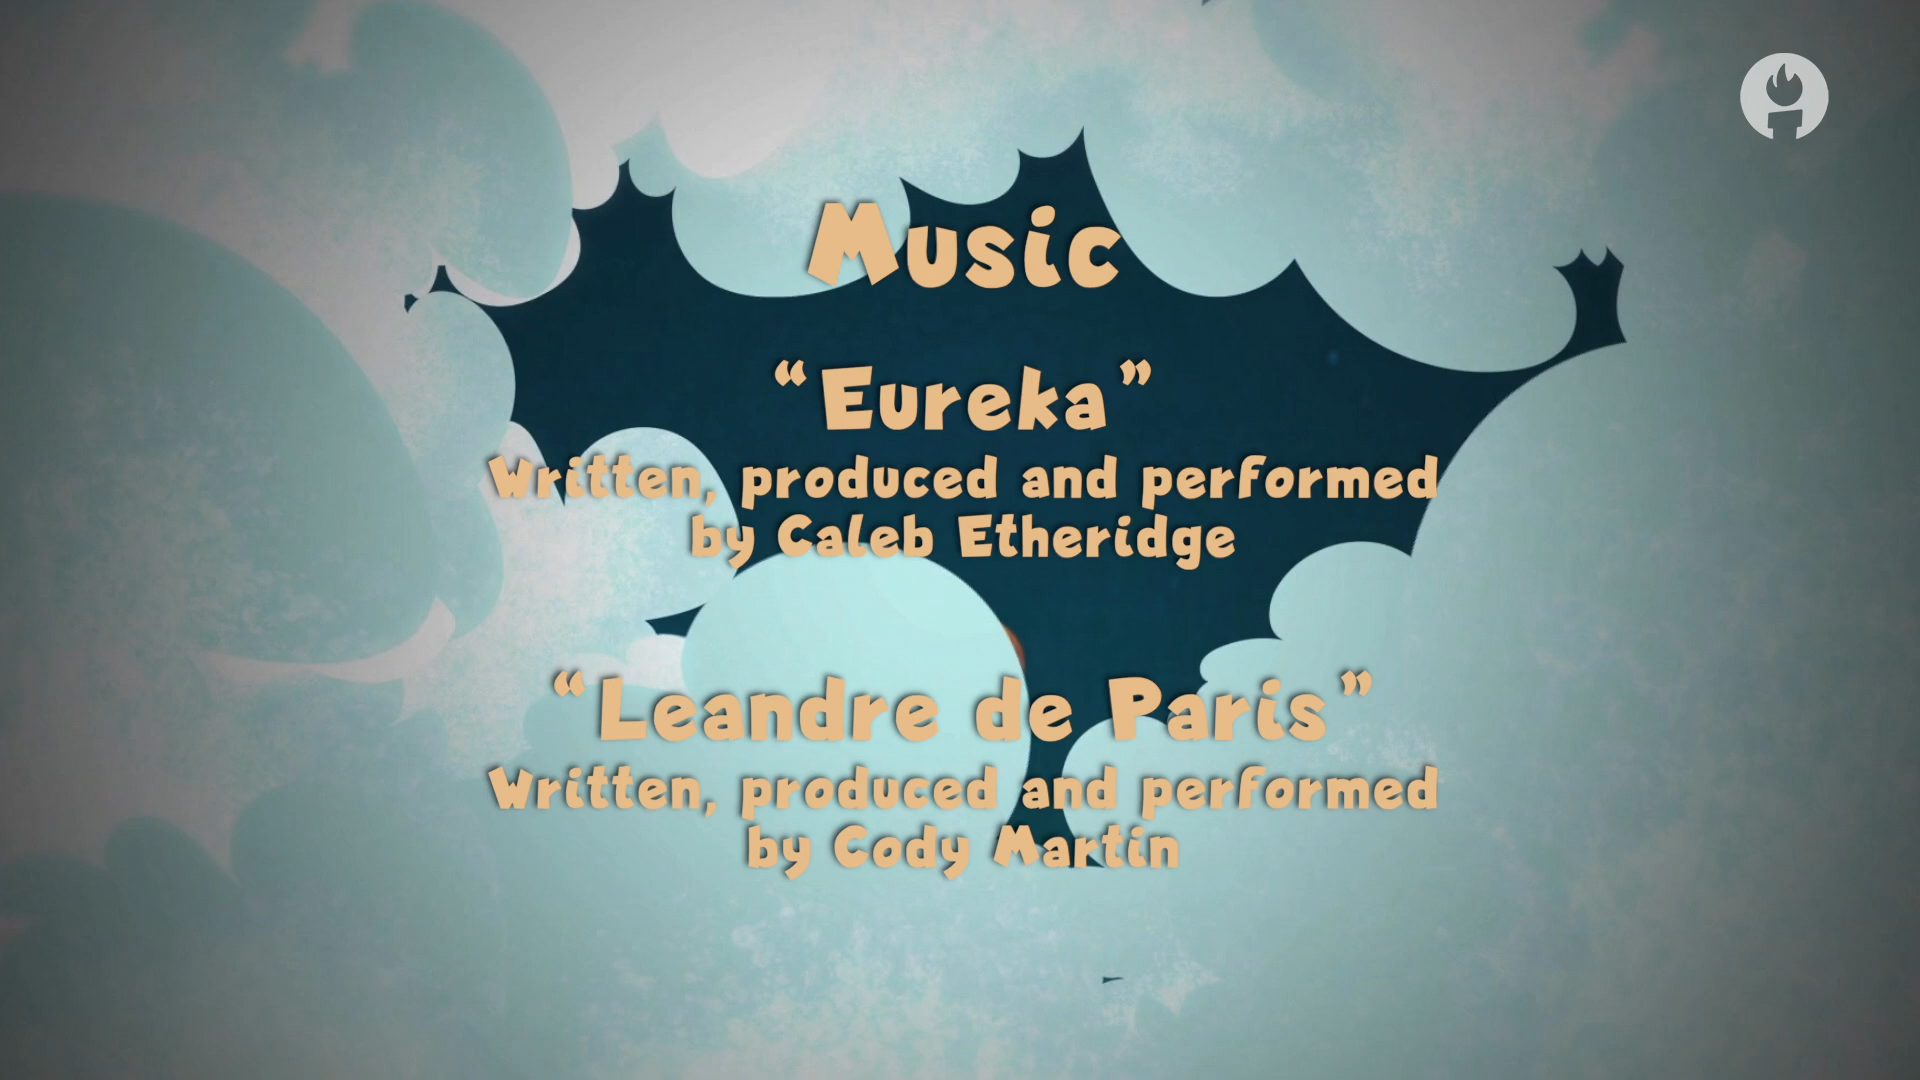 Music
“Eureka”
Written, produced and performed
by Caleb Etheridge
“Leandre de Paris”
Written, produced and performed
by Cody Martin